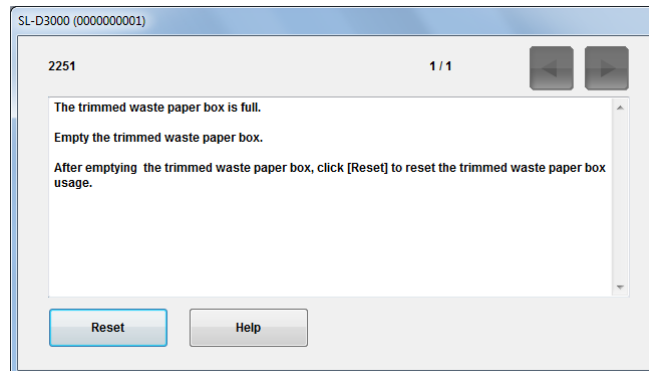 SL-D3000 (0000000001)
2251 1 / 1
The trimmed waste paper box is full.
Empty the trimmed waste paper box.
After emptying  the trimmed waste paper box, click [Reset] to reset the trimmed waste paper box
usage.
Reset Help